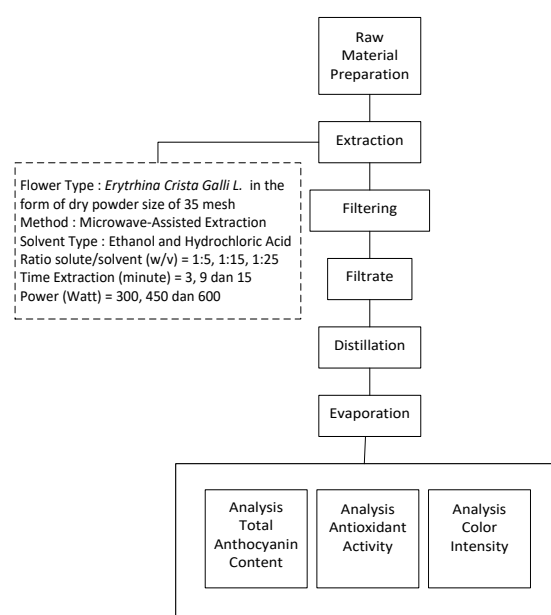 Raw
Material
Preparation
Extraction
Flower Type : Erytrhina Crista Galli L. in the
form of dry powder size of 35 mesh
Method : Microwave-Assisted Extraction
Solvent Type : Ethanol and Hydrochloric Acid
Ratio solute/solvent (w/v) = 1:5, 1:15, 1:25
Time Extraction (minute) = 3, 9 dan 15
Power (Watt) = 300, 450 dan 600
Filtering
Filtrate
Distillation
Evaporation
Analysis
Total
Anthocyanin
Content
Analysis
Antioxidant
Activity
Analysis
Color
Intensity